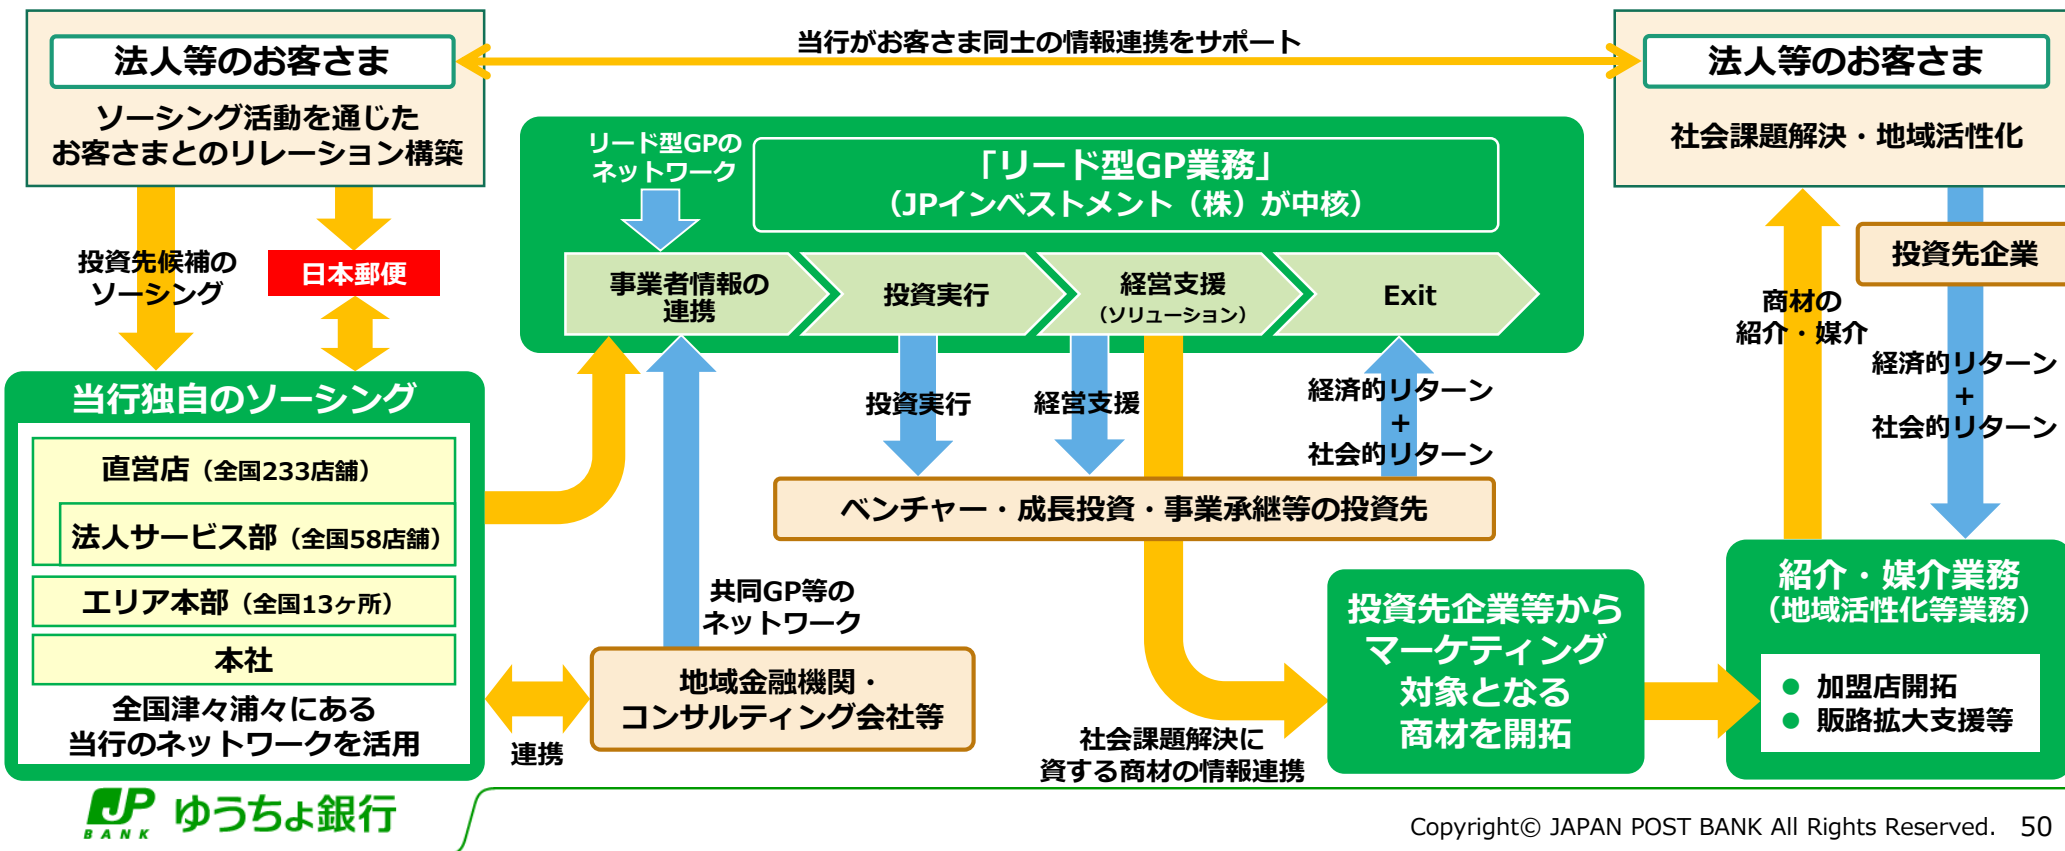 当行がお客さま同士の情報連携をサポート
法人等のお客さま
ソーシング活動を通じた
お客さまとのリレーション構築
法人等のお客さま
社会課題解決・地域活性化
リード型GPの
ネットワーク
「リード型GP業務」
（JPインベストメント（株）が中核）
投資先候補の
ソーシング
日本郵便
事業者情報の
連携
投資実行
経営支援
（ソリューション）
Exit
投資先企業
商材の
紹介・媒介
経済的リターン
+
社会的リターン
当行独自のソーシング
直営店（全国233店舗）
法人サービス部（全国58店舗）
エリア本部（全国13ヶ所）
本社
全国津々浦々にある
当行のネットワークを活用
投資実行
経営支援
経済的リターン
+
社会的リターン
ベンチャー・成長投資・事業承継等の投資先
共同GP等の
ネットワーク
地域金融機関・
コンサルティング会社等
連携
社会課題解決に
資する商材の情報連携
投資先企業等から
マーケティング
対象となる
商材を開拓
紹介・媒介業務
（地域活性化等業務）
● 加盟店開拓
● 販路拡大支援等
JP
BANK
ゆうちょ銀行
Copyright© JAPAN POST BANK All Rights Reserved. 50